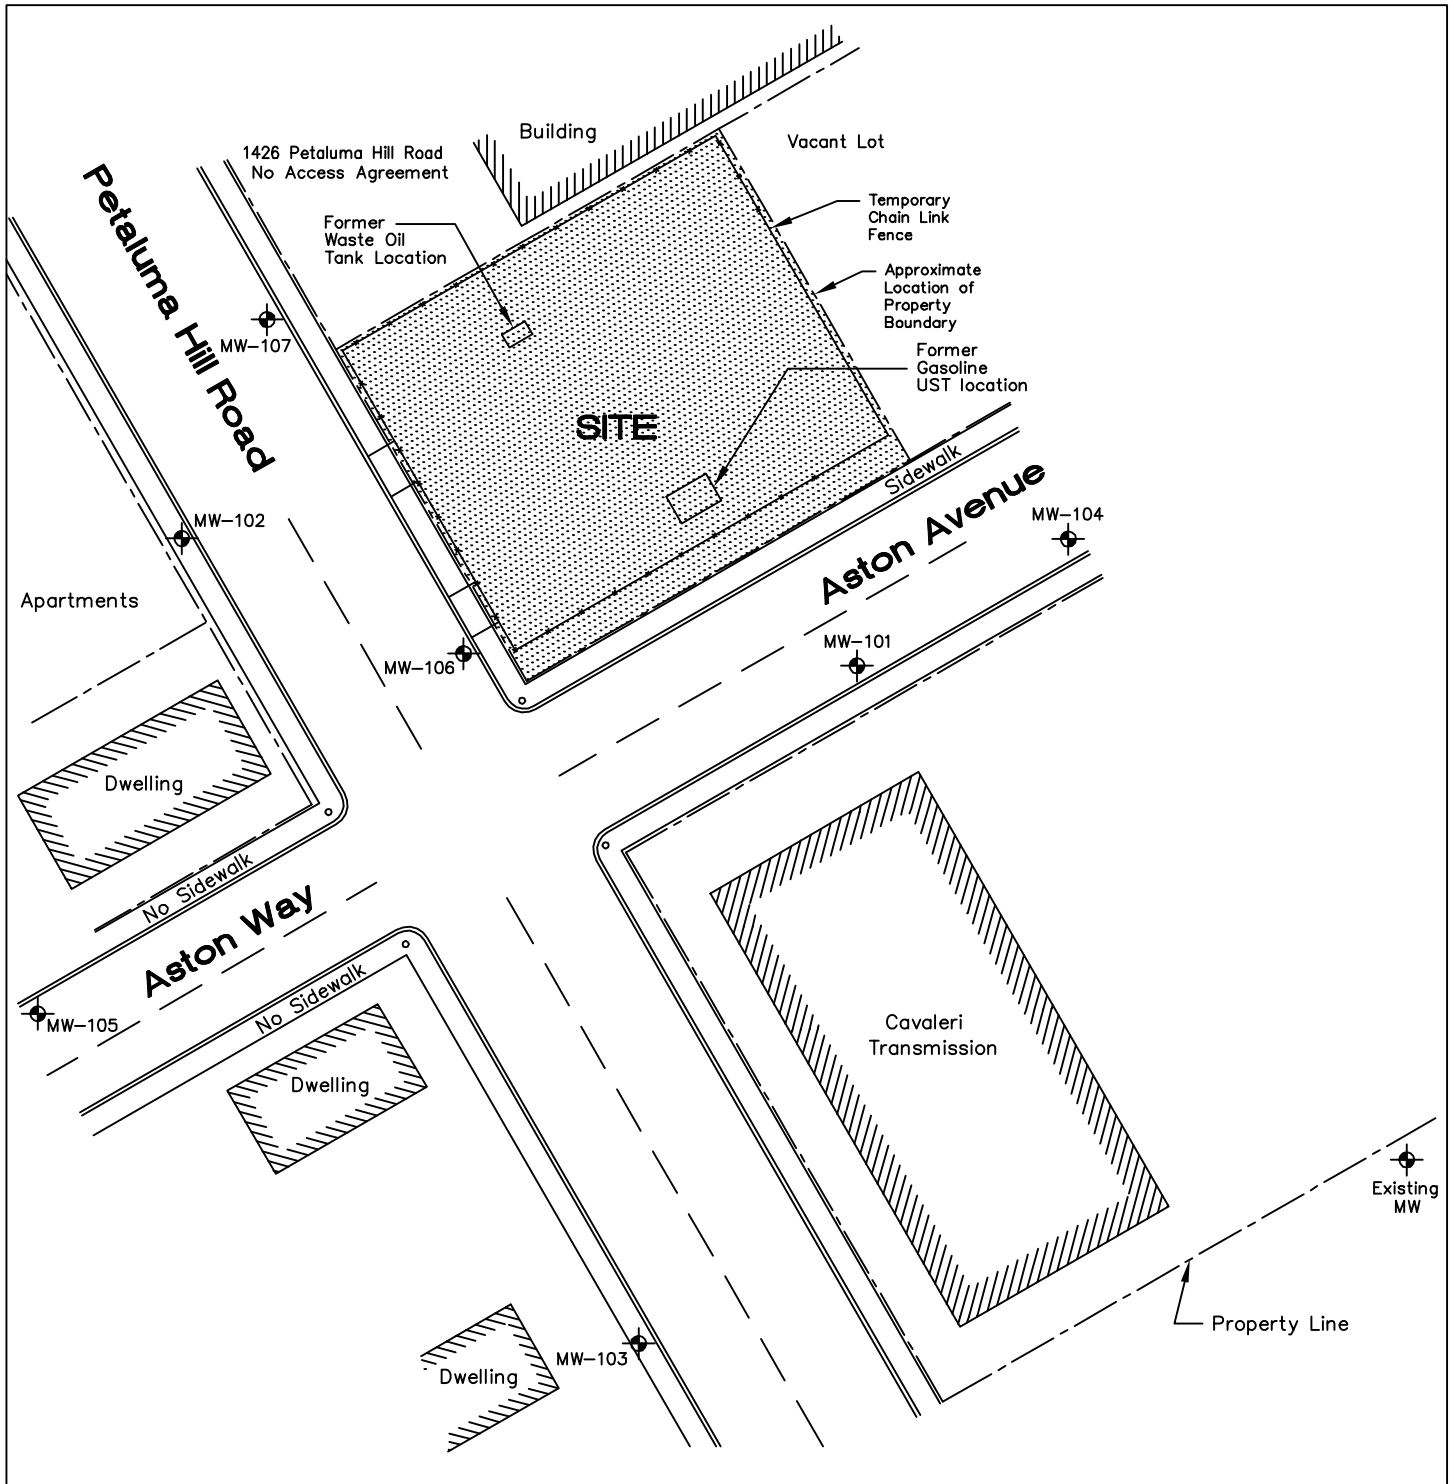 Building
Vacant Lot
1426 Petaluma Hill Road
No Access Agreement
Petaluma Hill Road
Former
Waste Oil
Tank Location
Temporary
Chain Link
Fence
Approximate
Location of
Property
Boundary
MW-107
Former
Gasoline
UST location
SITE
Sidewalk
Aston Avenue
MW-104
MW-102
Apartments
MW-101
MW-106
Dwelling
No Sidewalk
Aston Way
No Sidewalk
MW-105
Dwelling
Cavaleri
Transmission
Existing
MW
Property Line
MW-103
Dwelling